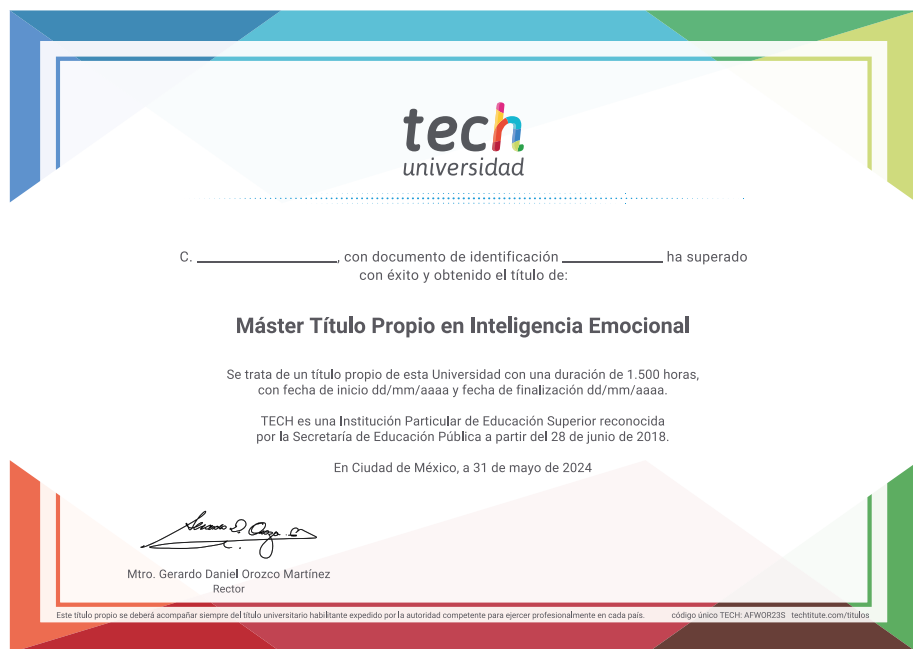 tech
universidad
C. __________________, con documento de identificación _____________ ha superado
con éxito y obtenido el título de:
Máster Título Propio en Inteligencia Emocional
Se trata de un título propio de esta Universidad con una duración de 1.500 horas,
con fecha de inicio dd/mm/aaaa y fecha de finalización dd/mm/aaaa.
TECH es una Institución Particular de Educación Superior reconocida
por la Secretaría de Educación Pública a partir del 28 de junio de 2018.
En Ciudad de México, a 31 de mayo de 2024
Mtro. Gerardo Daniel Orozco Martínez
Rector
Este título propio se deberá acompañar siempre del título universitario habilitante expedido por la autoridad competente para ejercer profesionalmente en cada país. código único TECH: AFWOR23S techtitute.com/titulos